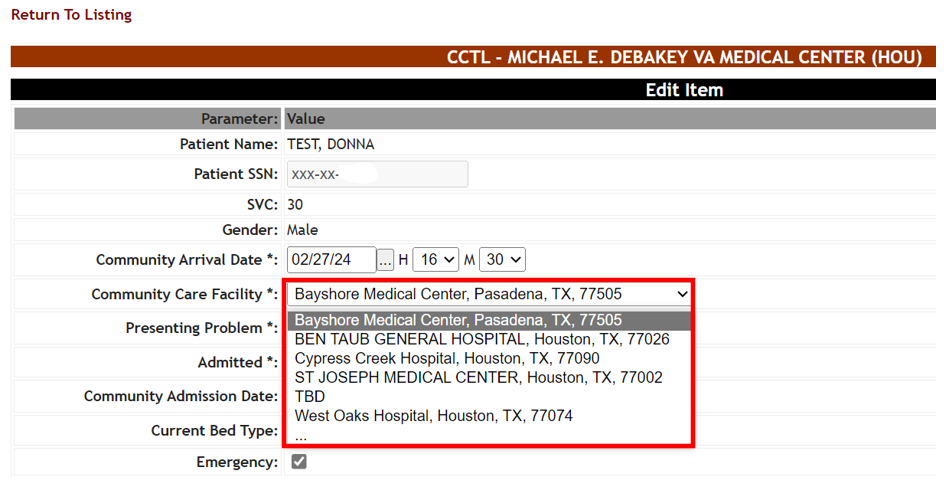 Return To Listing
CCTL - MICHAEL E. DEBAKEY VA MEDICAL CENTER (HOU)
Edit Item
Parameter: Value
Patient Name: TEST, DONNA
Patient SSN: xxx-xx-
SVC: 30
Gender: Male
Community Arrival Date *: 02/27/24 ... H 16 M 30
Community Care Facility *: Bayshore Medical Center, Pasadena, TX, 77505
Bayshore Medical Center, Pasadena, TX, 77505
Presenting Problem *:
BEN TAUB GENERAL HOSPITAL, Houston, TX, 77026
Cypress Creek Hospital, Houston, TX, 77090
Admitted *:
ST JOSEPH MEDICAL CENTER, Houston, TX, 77002
Community Admission Date: TBD
West Oaks Hospital, Houston, TX, 77074
Current Bed Type: ...
Emergency: